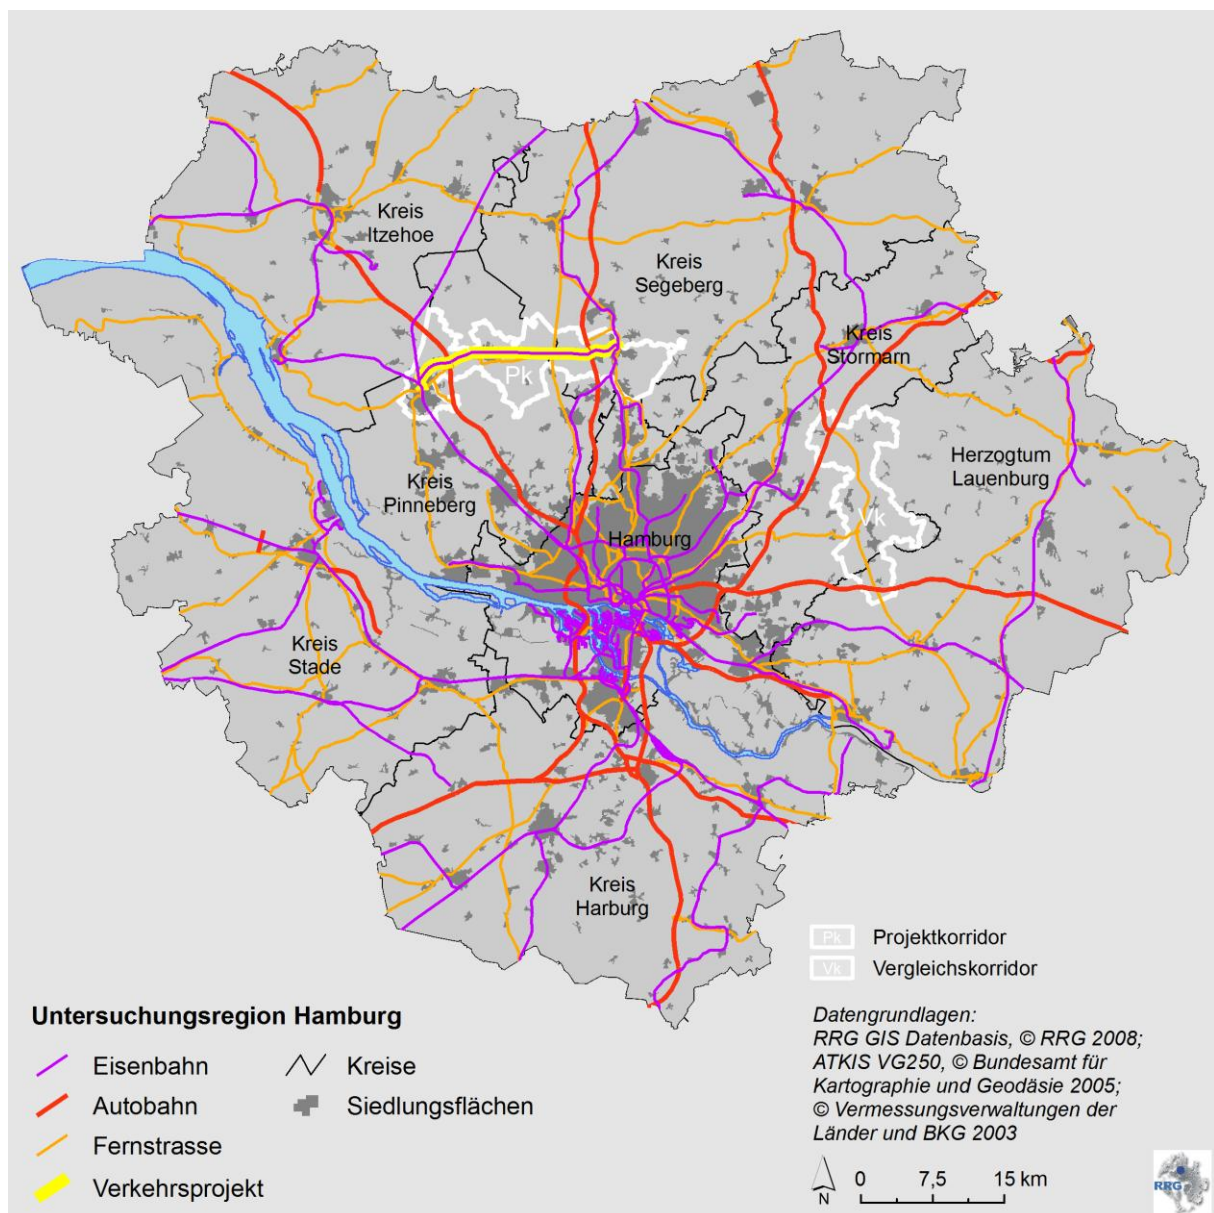 Kreis
Itzehoe
Kreis
Segeberg
Kreis
Stormarn
Pk
Herzogtum
Lauenburg
Kreis
Pinneberg
Vk
Hamburg
Kreis
Stade
Kreis
Harburg
Pk Projektkorridor
Vk Vergleichskorridor
Untersuchungsregion Hamburg
Eisenbahn
Kreise
Autobahn
Siedlungsflächen
Fernstrasse
Verkehrsprojekt
Datengrundlagen:
RRG GIS Datenbasis, © RRG 2008;
ATKIS VG250, © Bundesamt für
Kartographie und Geodäsie 2005;
© Vermessungsverwaltungen der
Länder und BKG 2003
N
0 7,5 15 km
RRG